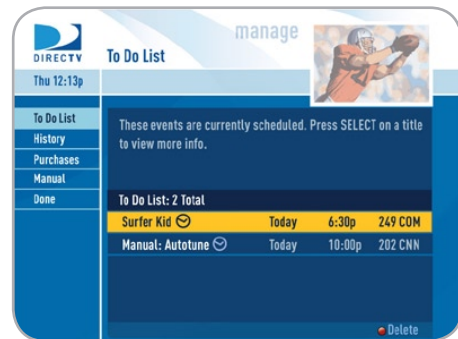 manage
DIRECTV
To Do List
Thu 12:13p
To Do List
History
Purchases
Manual
Done
These events are currently scheduled. Press SELECT on a title
to view more info.
To Do List: 2 Total
Surfer Kid Today 6:30p 249 COM
Manual: Autotune Today 10:00p 202 CNN
Delete